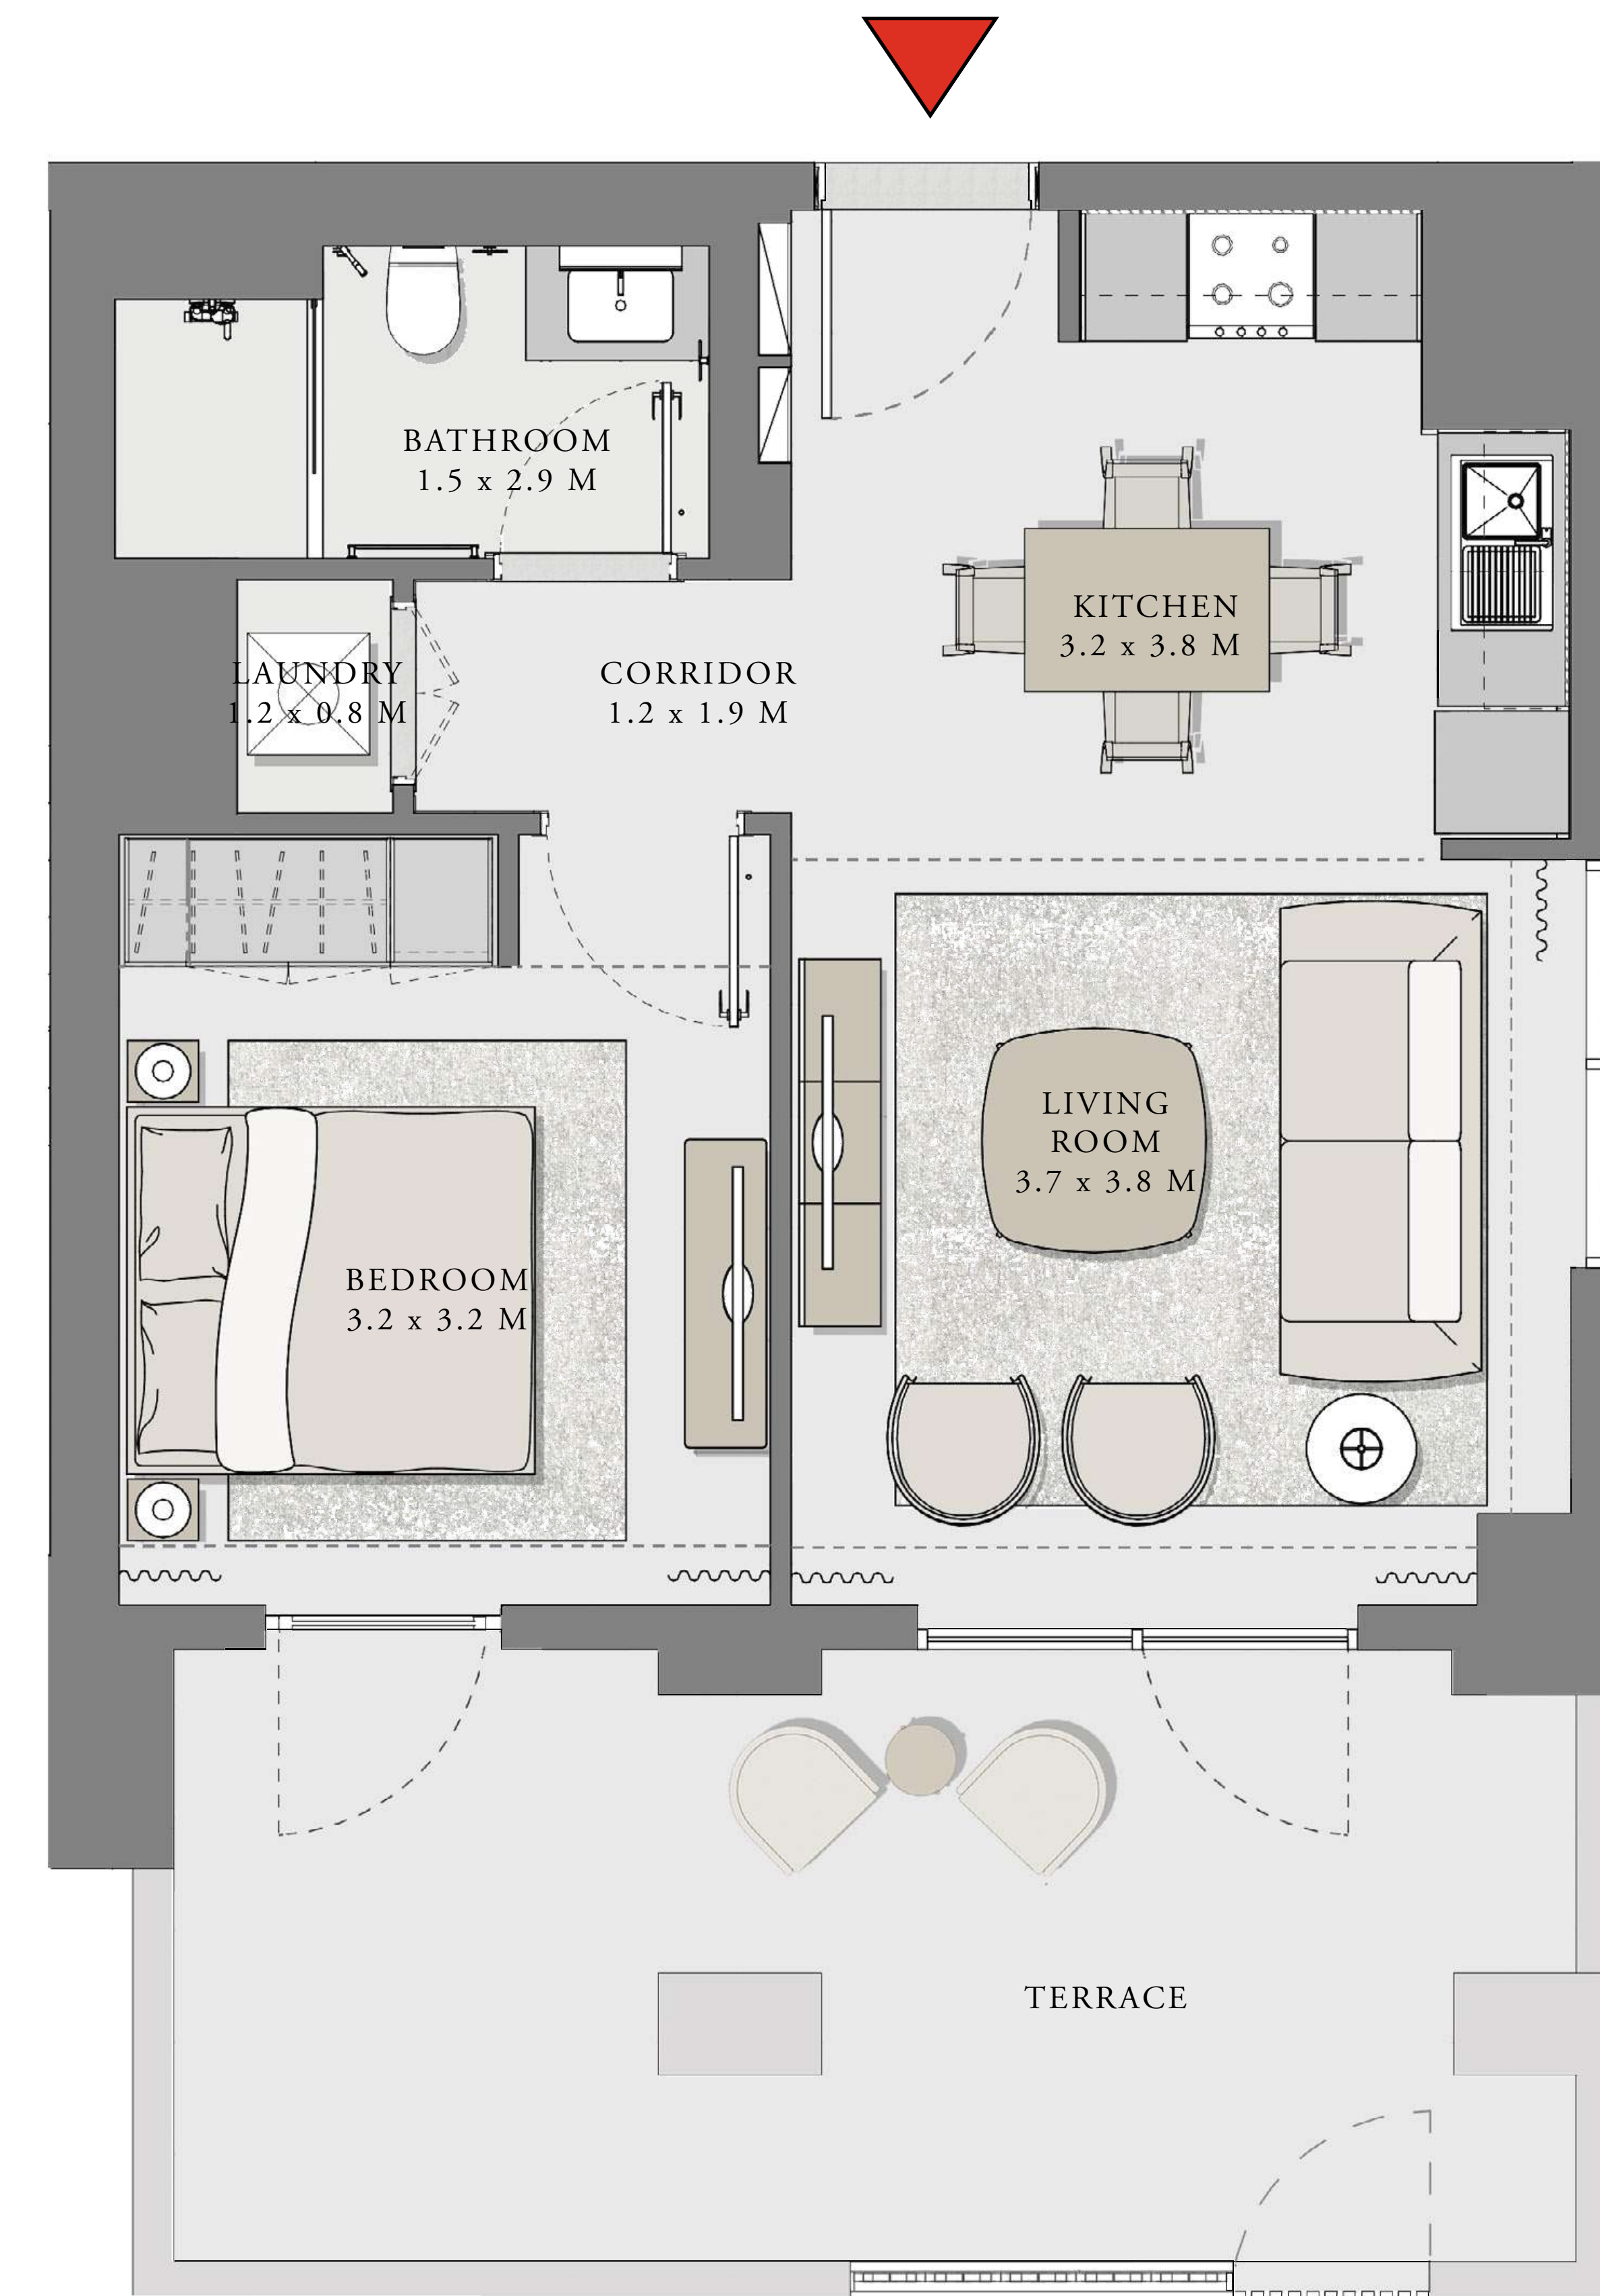 BATHROOM
1.5 x 2.9 M
KITCHEN
3.2 x 3.8 M
LAUNDRY
1.2 x 0.8 M
CORRIDOR
1.2 x 1.9 M
LIVING
ROOM
3.7 x 3.8 M
BEDROOM
3.2 x 3.2 M
TERRACE